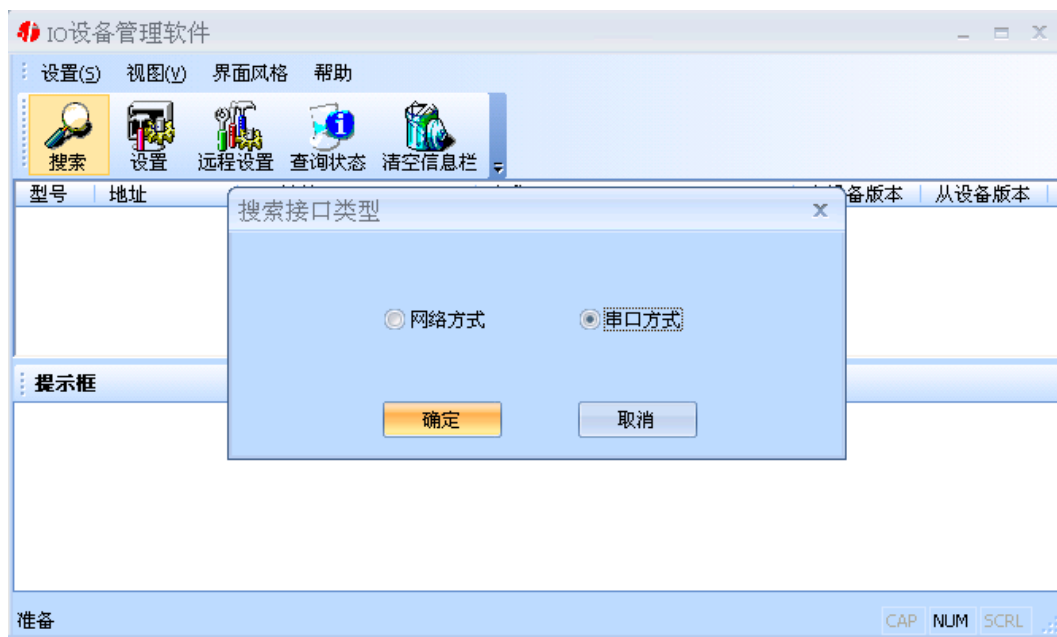 IO设备管理软件
设置(S) 视图(V) 界面风格 帮助
搜索 设置 远程设置 查询状态 清空信息栏
型号 地址 备版本 从设备版本
搜索接口类型
网络方式 串口方式
提示框
确定 取消
准备 CAP NUM SCRL